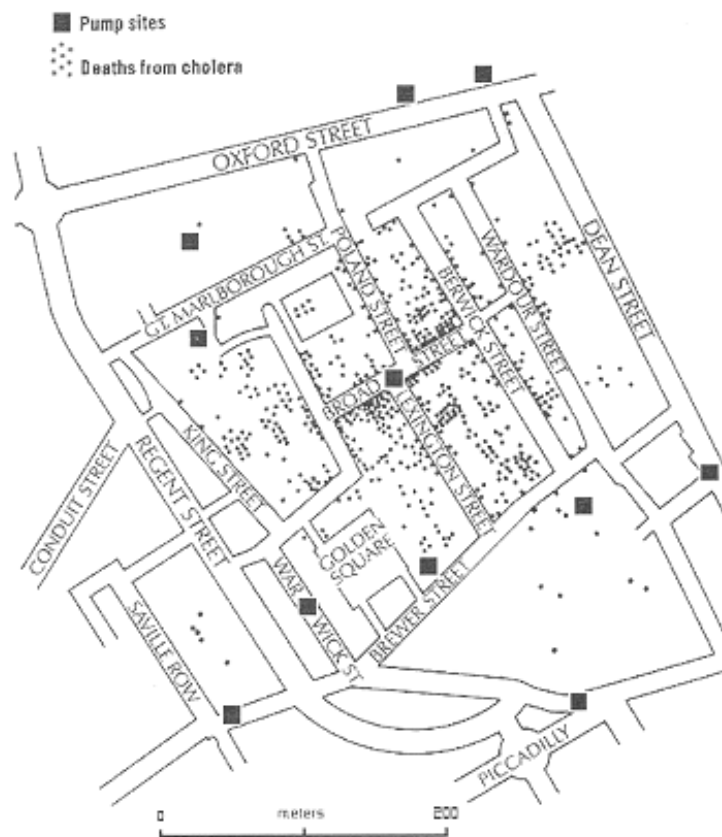 Pump sites
Deaths from cholera
OXFORD STREET
GT. MARLBOROUGH ST.
POLAND STREET
BERWICK STREET
WARDOUR STREET
DEAN STREET
BROAD STREET
LEXINGTON STREET
KING STREET
REGENT STREET
CONDUIT STREET
GOLDEN
SQUARE
WARWICK ST.
BREWER STREET
SAVILLE ROW
PICCADILLY
0 meters 200